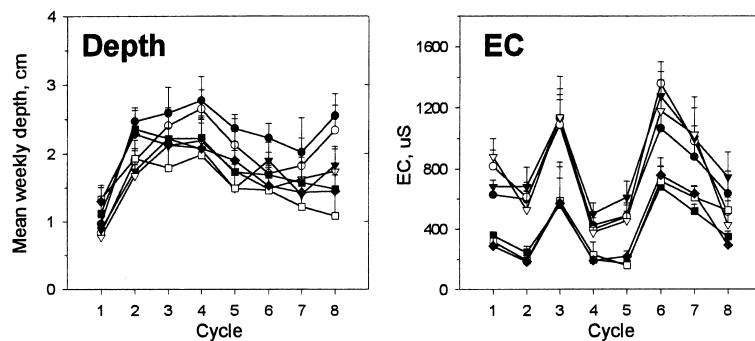 Depth
Mean weekly depth, cm
4
3
2
1
0
1 2 3 4 5 6 7 8
Cycle
EC
EC, uS
1600
1200
800
400
0
1 2 3 4 5 6 7 8
Cycle